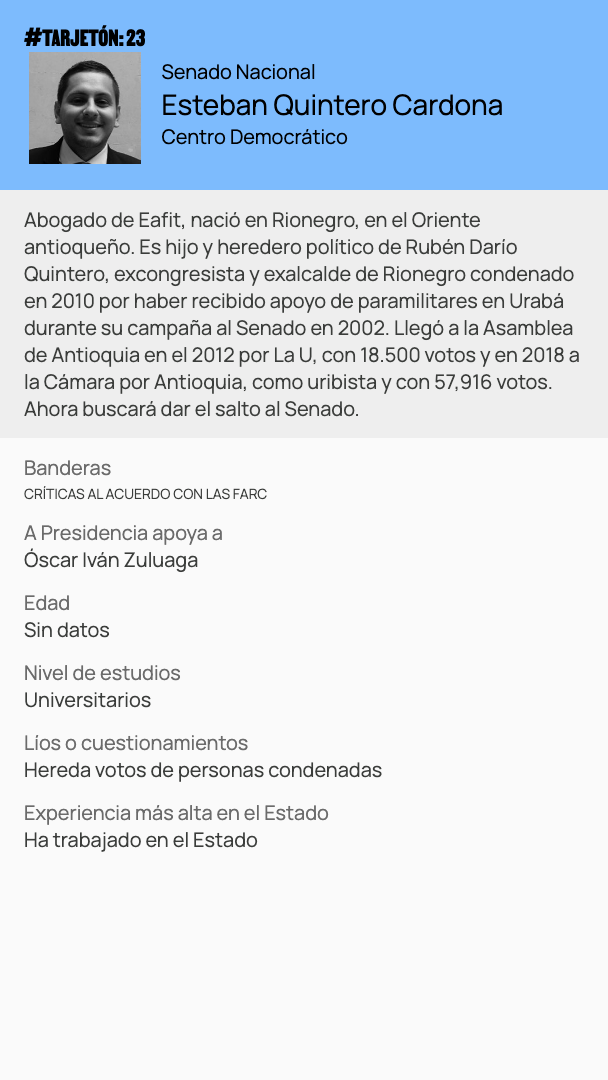 #TARJETÓN: 23
Senado Nacional
Esteban Quintero Cardona
Centro Democrático
Abogado de Eafit, nació en Rionegro, en el Oriente
antioqueño. Es hijo y heredero político de Rubén Darío
Quintero, excongresista y exalcalde de Rionegro condenado
en 2010 por haber recibido apoyo de paramilitares en Urabá
durante su campaña al Senado en 2002. Llegó a la Asamblea
de Antioquia en el 2012 por La U, con 18.500 votos y en 2018 a
la Cámara por Antioquia, como uribista y con 57,916 votos.
Ahora buscará dar el salto al Senado.
Banderas
CRÍTICAS AL ACUERDO CON LAS FARC
A Presidencia apoya a
Óscar Iván Zuluaga
Edad
Sin datos
Nivel de estudios
Universitarios
Líos o cuestionamientos
Hereda votos de personas condenadas
Experiencia más alta en el Estado
Ha trabajado en el Estado